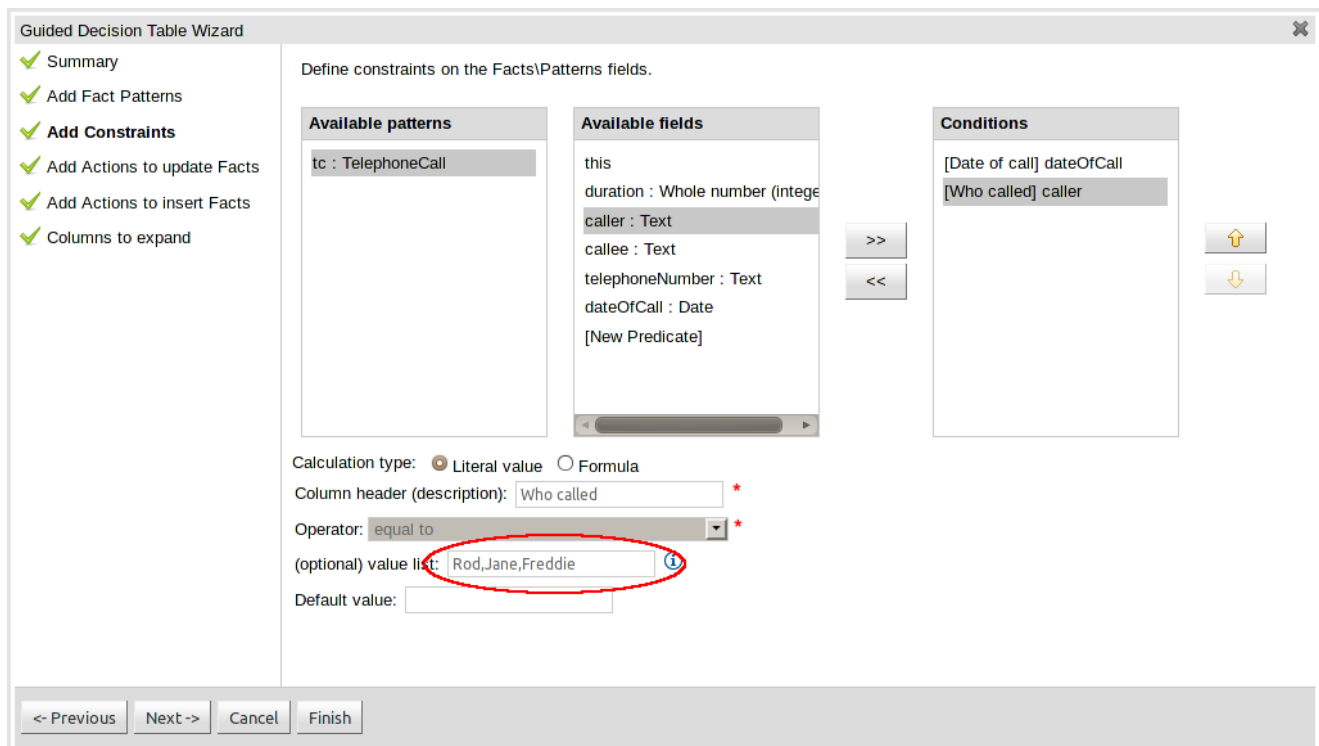 Guided Decision Table Wizard
Summary
Add Fact Patterns
Add Constraints
Add Actions to update Facts
Add Actions to insert Facts
Columns to expand
Define constraints on the Facts\Patterns fields.
Available patterns
tc : TelephoneCall
Available fields
this
duration : Whole number (intege
caller : Text
callee : Text
telephoneNumber : Text
dateOfCall : Date
[New Predicate]
>>
<<
Conditions
[Date of call] dateOfCall
[Who called] caller
Calculation type: Literal value Formula
Column header (description): Who called *
Operator: equal to *
(optional) value list: Rod,Jane,Freddie
Default value:
<- Previous Next -> Cancel Finish